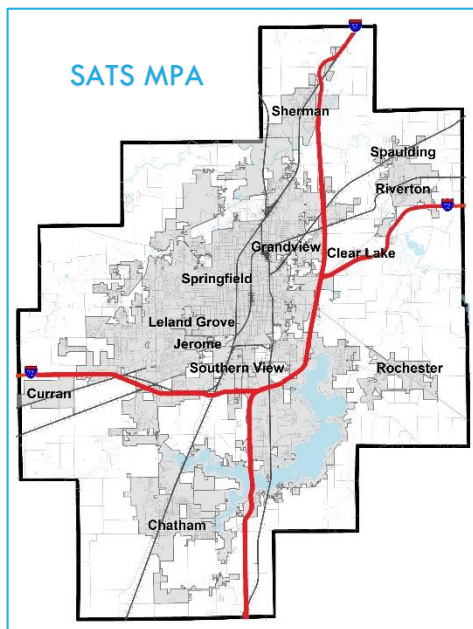 SATS MPA
Sherman
Spaulding
Riverton
Grandview
Clear Lake
Springfield
Leland Grove
Jerome
Southern View
Rochester
Curran
Chatham